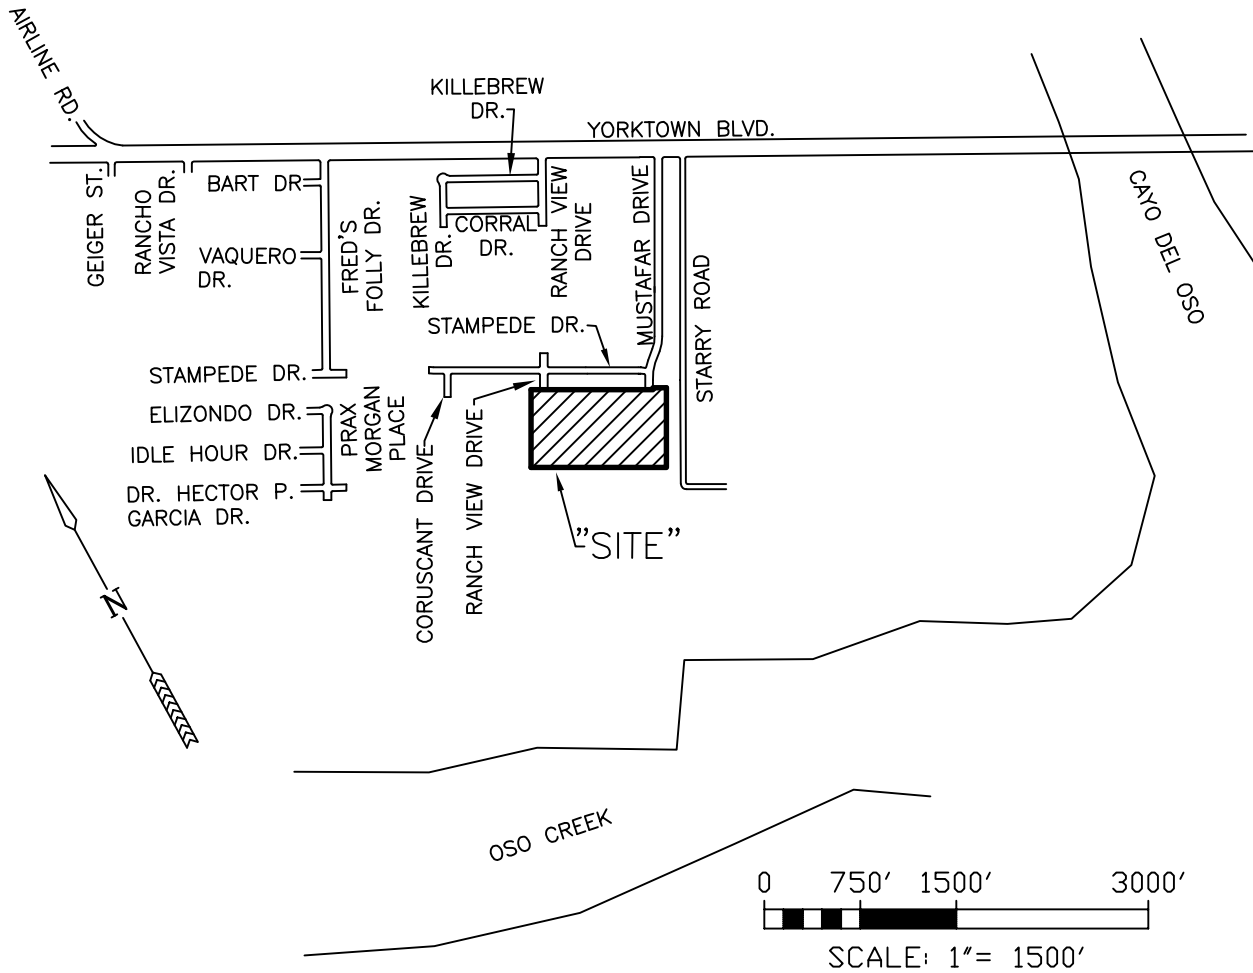 AIRLINE RD.
KILLEBREW
DR.
YORKTOWN BLVD.
GEIGER ST.
RANCHO
VISTA DR.
BART DR
VAQUERO
DR.
FRED'S
FOLLY DR.
KILLEBREW
DR.
CORRAL
DR.
RANCH VIEW
DRIVE
MUSTAFAR DRIVE
STARRY ROAD
CAYO DEL OSO
STAMPEDE DR.
STAMPEDE DR.
ELIZONDO DR.
IDLE HOUR DR.
DR. HECTOR P.
GARCIA DR.
PRAX
MORGAN
PLACE
CORUSCANT DRIVE
RANCH VIEW DRIVE
"SITE"
N
OSO CREEK
0 750' 1500' 3000'
SCALE: 1"= 1500'